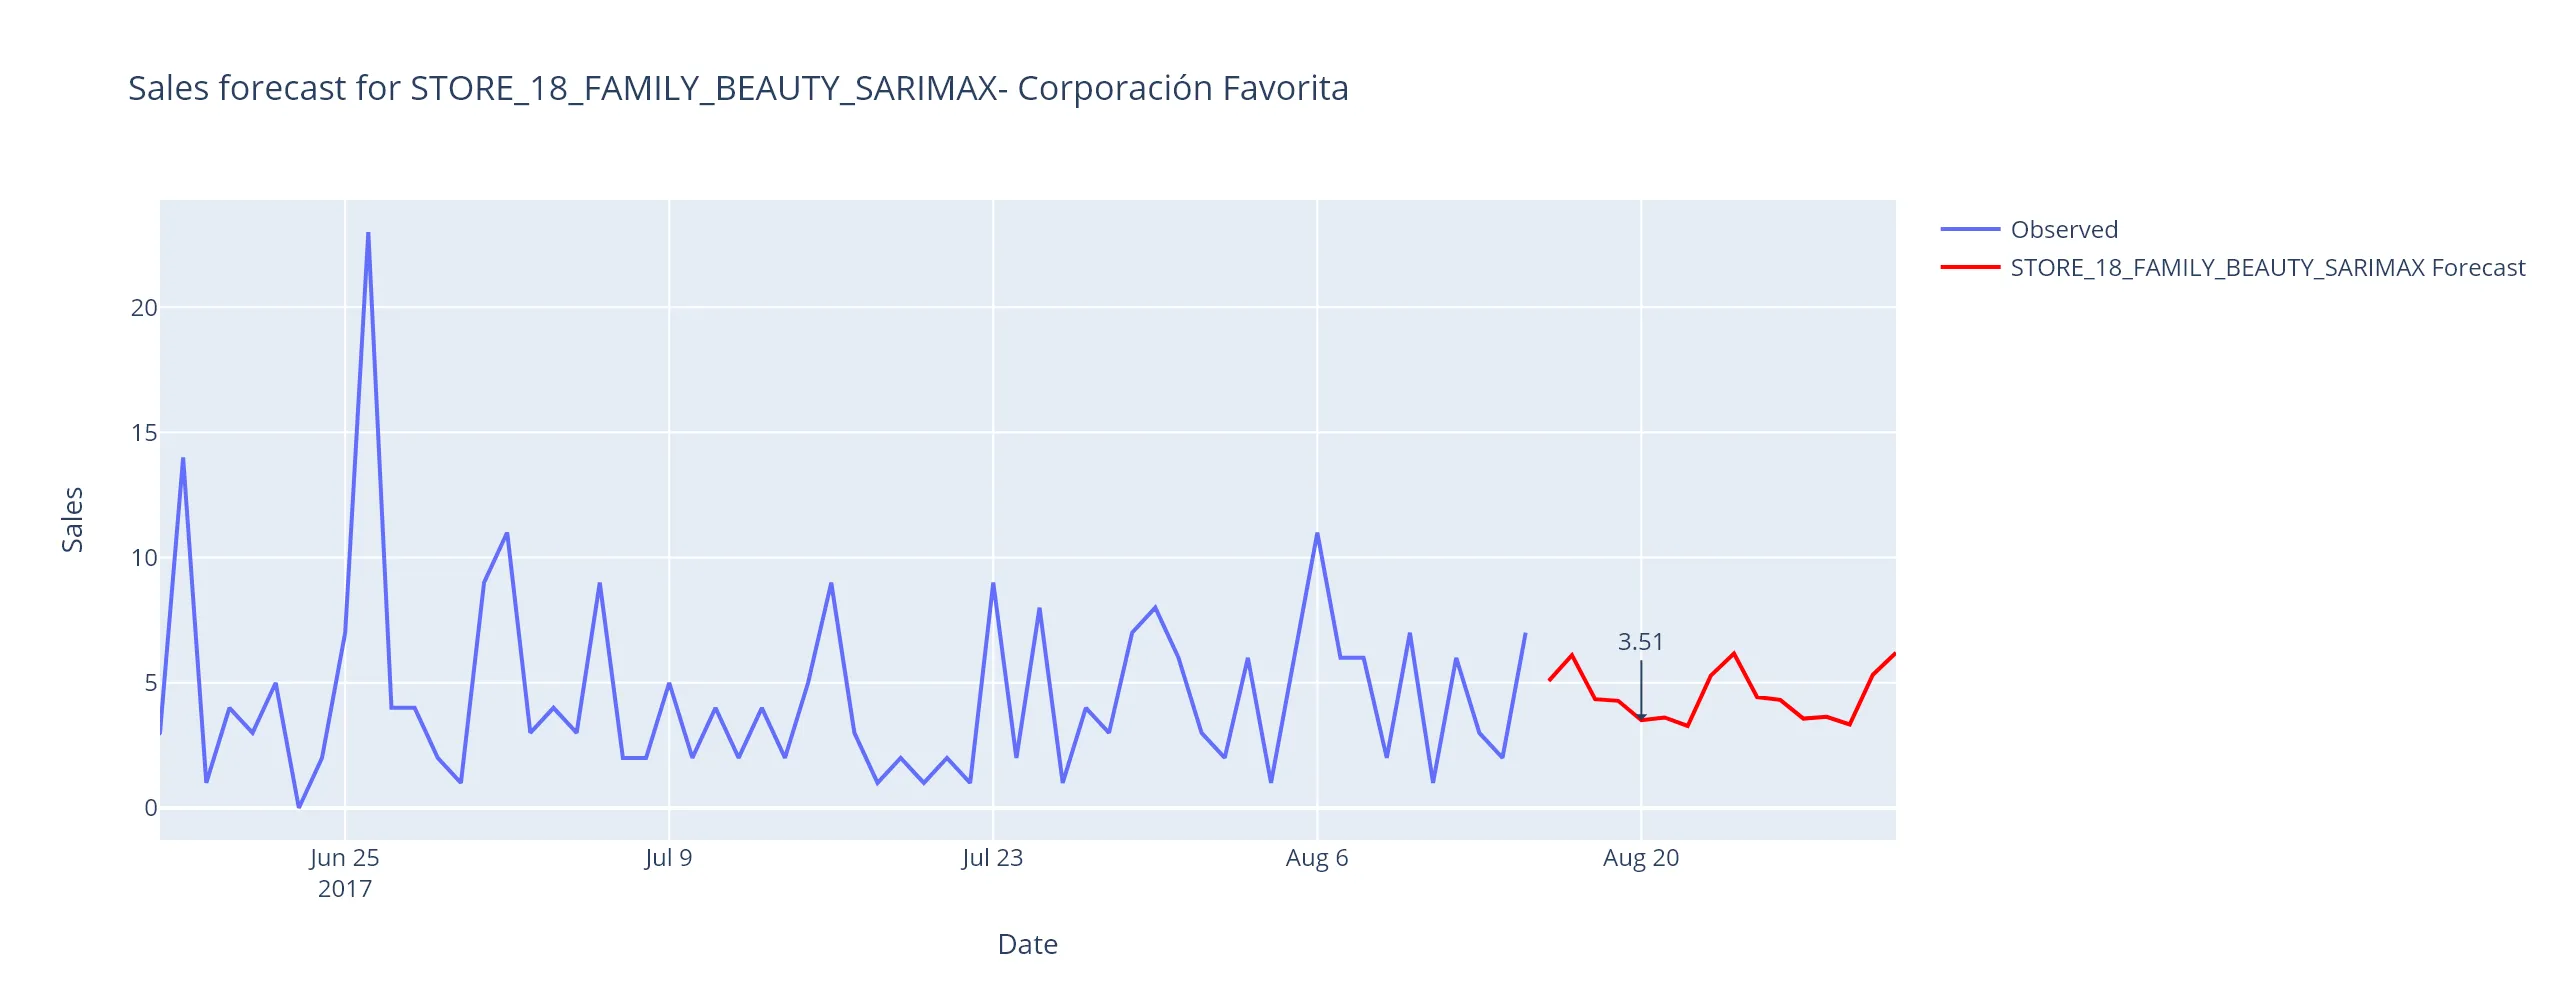 Sales forecast for STORE_18_FAMILY_BEAUTY_SARIMAX- Corporación Favorita
Observed
STORE_18_FAMILY_BEAUTY_SARIMAX Forecast
20
15
10
5
0
Sales
3.51
Jun 25
2017
Jul 9
Jul 23
Aug 6
Aug 20
Date